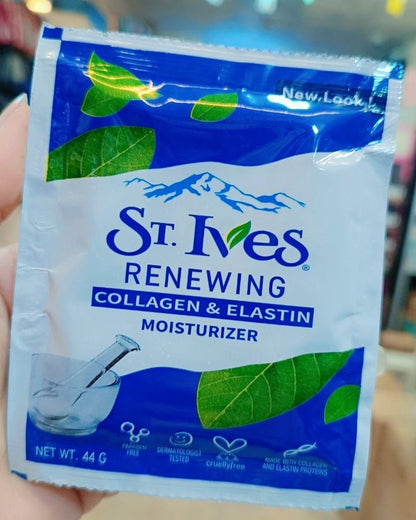 New Look!
ST. Ives®
RENEWING
COLLAGEN & ELASTIN
MOISTURIZER
NET WT. 44 G
PARABEN
FREE
DERMATOLOGIST
TESTED
crueltyfree
MADE WITH COLLAGEN
AND ELASTIN PROTEINS